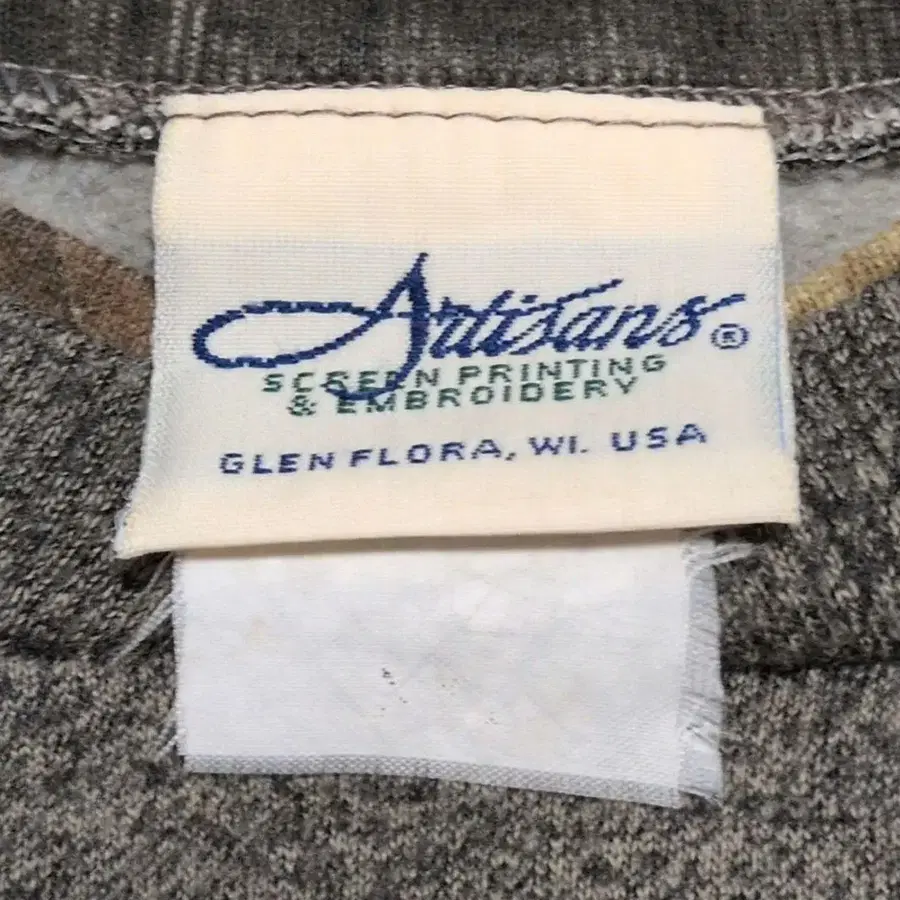 Artisans®
SCREEN PRINTING
& EMBROIDERY
GLEN FLORA, WI. USA